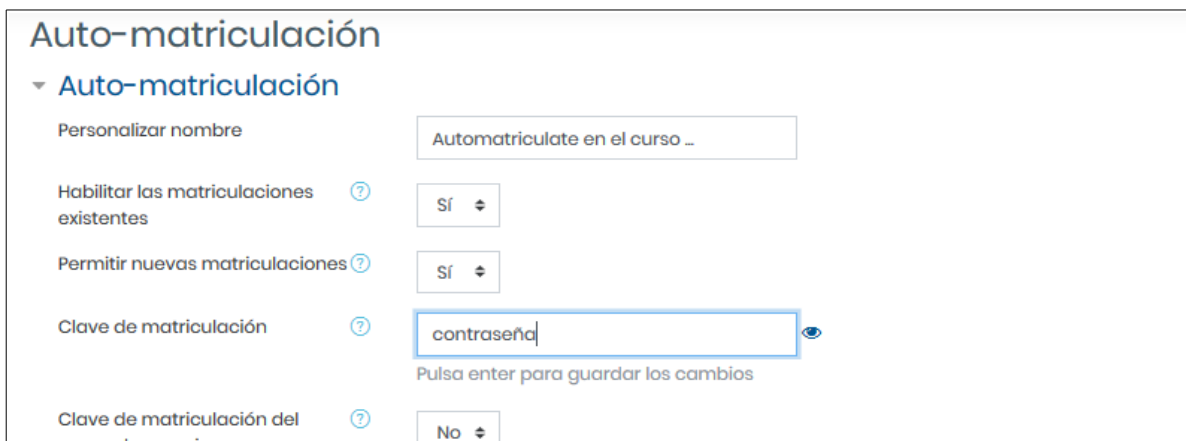 Auto-matriculación
Auto-matriculación
Personalizar nombre
Automatriculate en el curso ...
Habilitar las matriculaciones
existentes
Sí
Permitir nuevas matriculaciones
Sí
Clave de matriculación
contraseña
Pulsa enter para guardar los cambios
Clave de matriculación del
No